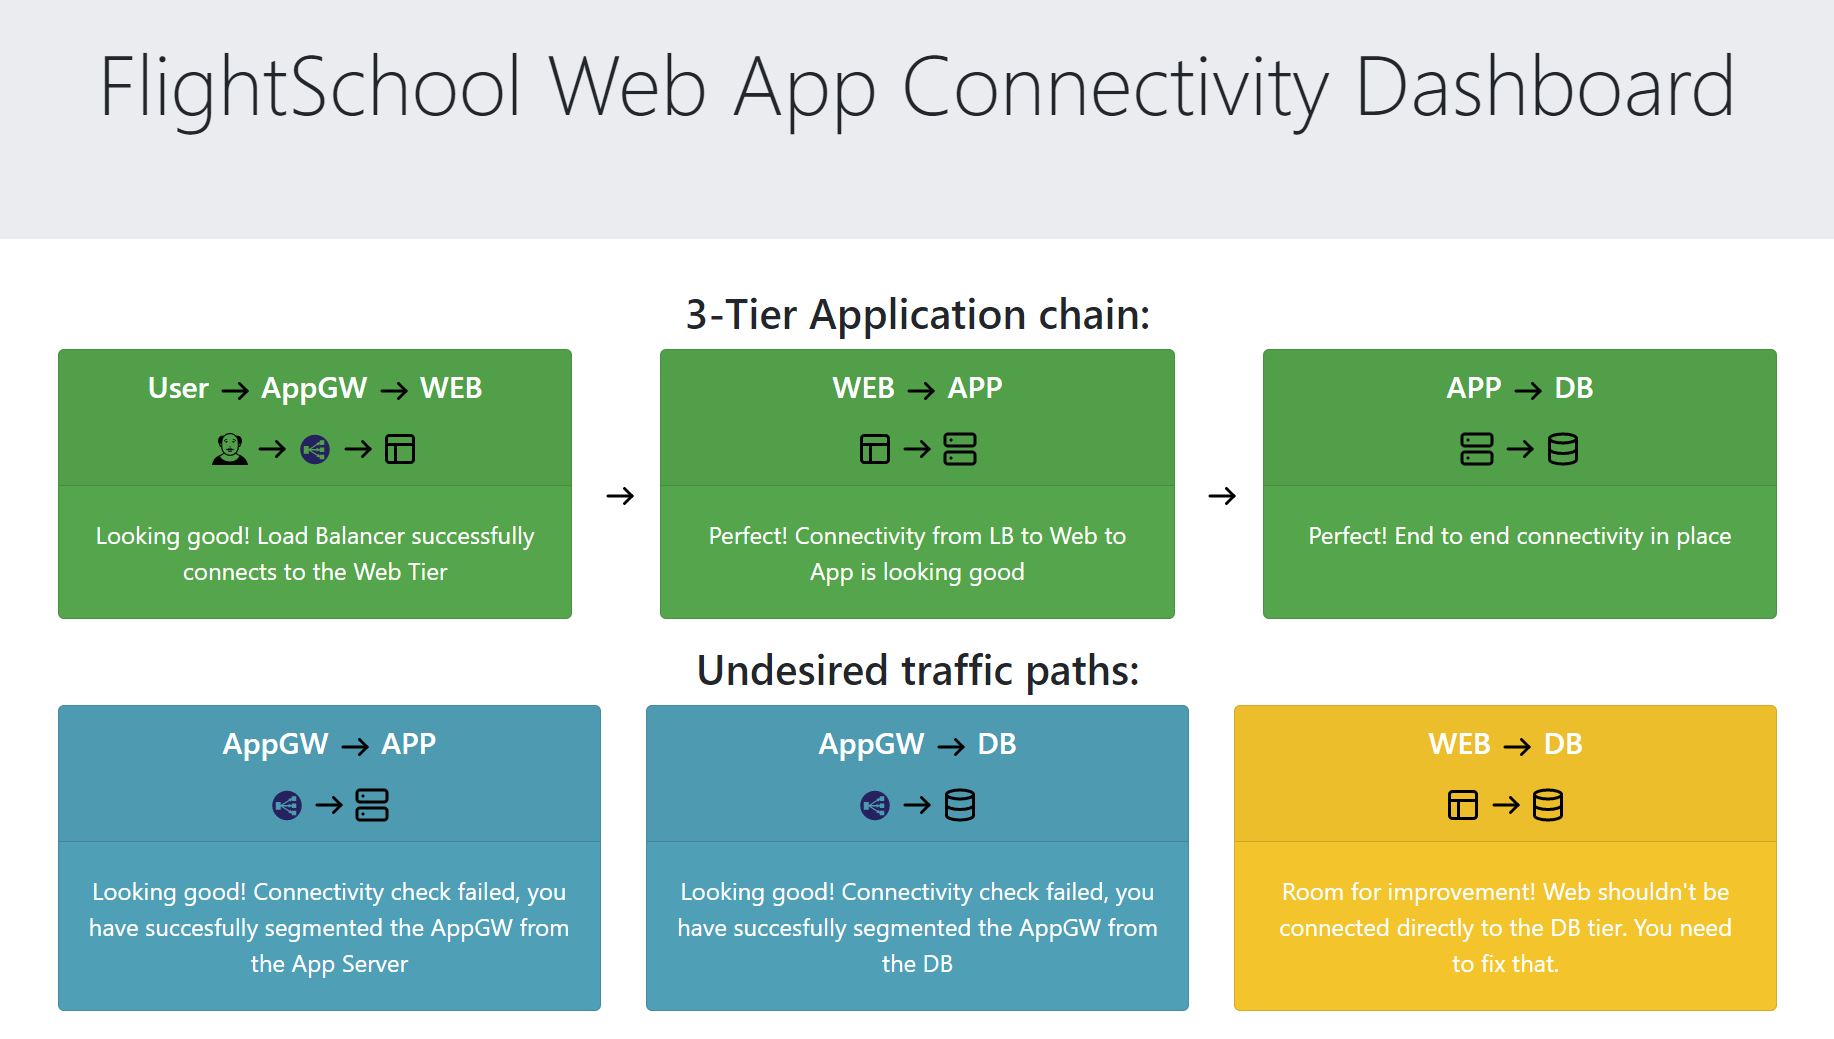 FlightSchool Web App Connectivity Dashboard
3-Tier Application chain:
User → AppGW → WEB
Looking good! Load Balancer successfully
connects to the Web Tier
WEB → APP
Perfect! Connectivity from LB to Web to
App is looking good
APP → DB
Perfect! End to end connectivity in place
Undesired traffic paths:
AppGW → APP
Looking good! Connectivity check failed, you
have succesfully segmented the AppGW from
the App Server
AppGW → DB
Looking good! Connectivity check failed, you
have succesfully segmented the AppGW from
the DB
WEB → DB
Room for improvement! Web shouldn't be
connected directly to the DB tier. You need
to fix that.